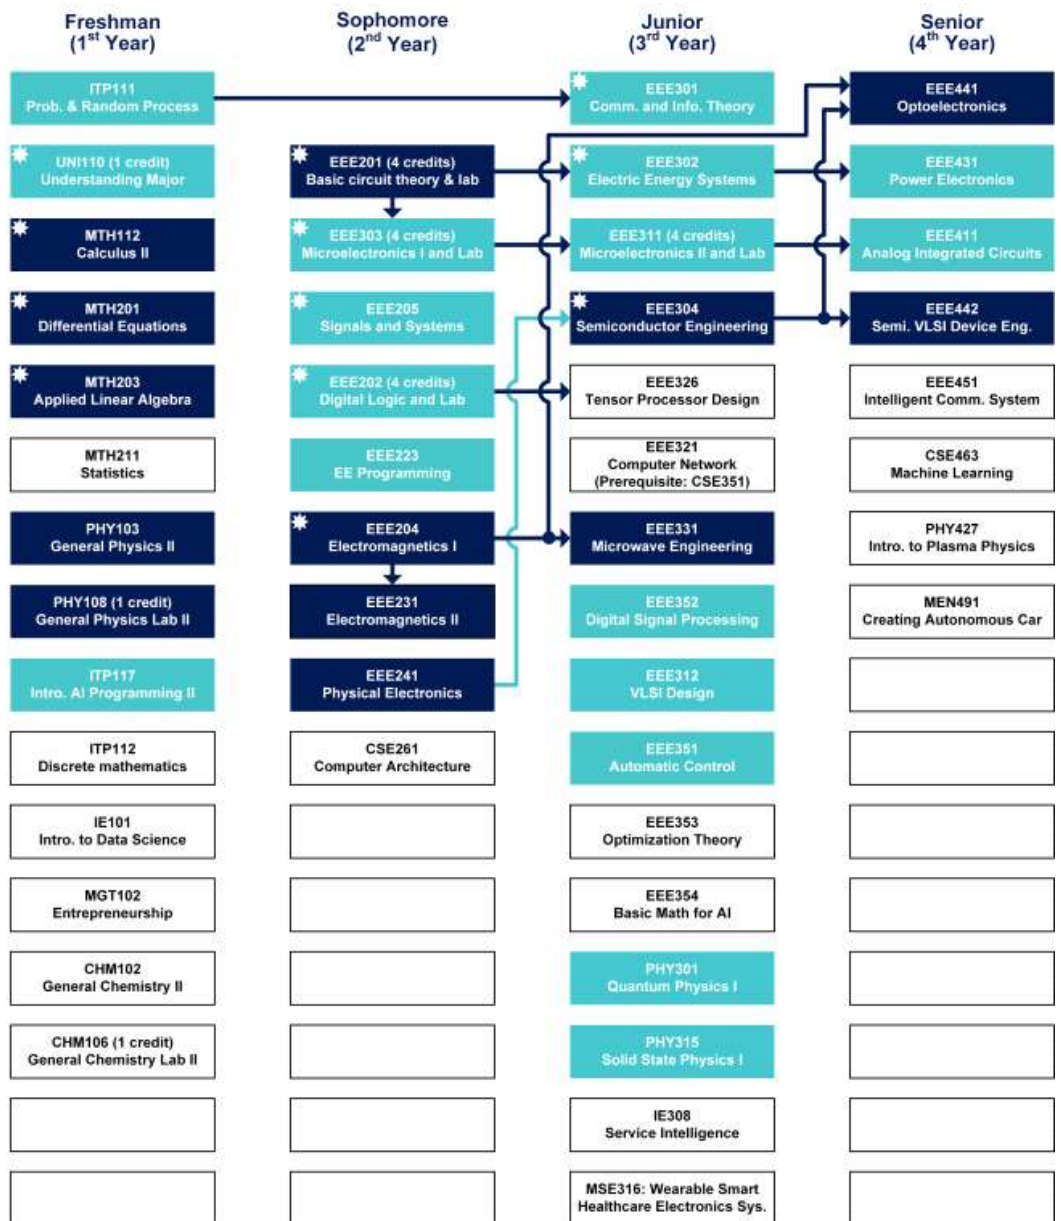 Freshman
(1st Year)
Sophomore
(2nd Year)
Junior
(3rd Year)
Senior
(4th Year)
ITP111
Prob. & Random Process
UNI110 (1 credit)
Understanding Major
MTH112
Calculus II
MTH201
Differential Equations
MTH203
Applied Linear Algebra
MTH211
Statistics
PHY103
General Physics II
PHY108 (1 credit)
General Physics Lab II
ITP117
Intro. AI Programming II
ITP112
Discrete mathematics
IE101
Intro. to Data Science
MGT102
Entrepreneurship
CHM102
General Chemistry II
CHM106 (1 credit)
General Chemistry Lab II
EEE201 (4 credits)
Basic circuit theory & lab
EEE303 (4 credits)
Microelectronics I and Lab
EEE205
Signals and Systems
EEE202 (4 credits)
Digital Logic and Lab
EEE223
EE Programming
EEE204
Electromagnetics I
EEE231
Electromagnetics II
EEE241
Physical Electronics
CSE261
Computer Architecture
EEE301
Comm. and Info. Theory
EEE302
Electric Energy Systems
EEE311 (4 credits)
Microelectronics II and Lab
EEE304
Semiconductor Engineering
EEE326
Tensor Processor Design
EEE321
Computer Network
(Prerequisite: CSE351)
EEE331
Microwave Engineering
EEE352
Digital Signal Processing
EEE312
VLSI Design
EEE351
Automatic Control
EEE353
Optimization Theory
EEE354
Basic Math for AI
PHY301
Quantum Physics I
PHY315
Solid State Physics I
IE308
Service Intelligence
MSE316: Wearable Smart
Healthcare Electronics Sys.
EEE441
Optoelectronics
EEE431
Power Electronics
EEE411
Analog Integrated Circuits
EEE442
Semi. VLSI Device Eng.
EEE451
Intelligent Comm. System
CSE463
Machine Learning
PHY427
Intro. to Plasma Physics
MEN491
Creating Autonomous Car